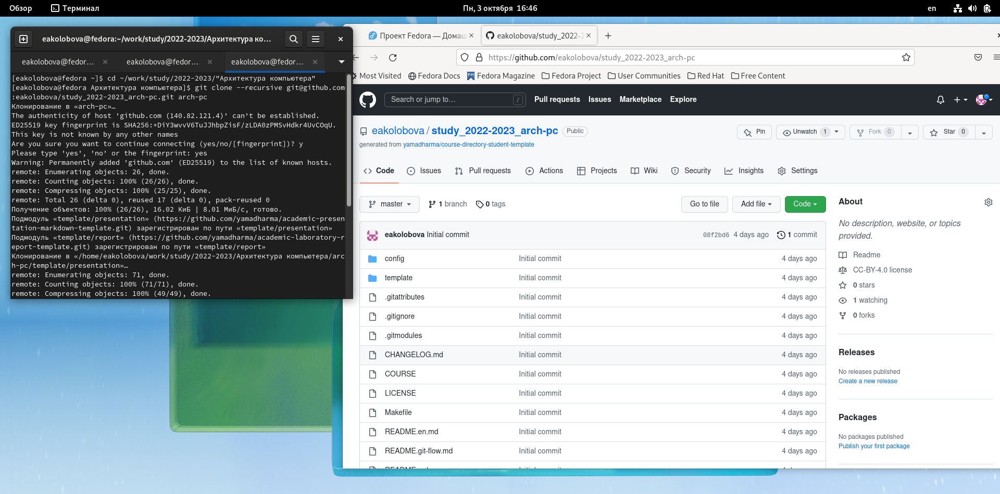 Обзор
Терминал
Пн, 3 октября 16:46
en
eakolobova@fedora:~/work/study/2022-2023/Архитектура ко...
eakolobova@fedor...
eakolobova@fedor...
eakolobova@fedor...
[eakolobova@fedora ~]$ cd ~/work/study/2022-2023/"Архитектура компьютера"
[eakolobova@fedora Архитектура компьютера]$ git clone --recursive git@github.com
:eakolobova/study_2022-2023_arch-pc.git arch-pc
Клонирование в «arch-pc»…
The authenticity of host 'github.com (140.82.121.4)' can't be established.
ED25519 key fingerprint is SHA256:+DiY3wvvV6TuJJhbpZisF/zLDA0zPMSvHdkr4UvCOqU.
This key is not known by any other names
Are you sure you want to continue connecting (yes/no/[fingerprint])? y
Please type 'yes', 'no' or the fingerprint: yes
Warning: Permanently added 'github.com' (ED25519) to the list of known hosts.
remote: Enumerating objects: 26, done.
remote: Counting objects: 100% (26/26), done.
remote: Compressing objects: 100% (25/25), done.
remote: Total 26 (delta 0), reused 17 (delta 0), pack-reused 0
Получение объектов: 100% (26/26), 16.02 КиБ | 8.01 МиБ/с, готово.
Подмодуль «template/presentation» (https://github.com/yamadharma/academic-presen
tation-markdown-template.git) зарегистрирован по пути «template/presentation»
Подмодуль «template/report» (https://github.com/yamadharma/academic-laboratory-r
eport-template.git) зарегистрирован по пути «template/report»
Клонирование в «/home/eakolobova/work/study/2022-2023/Архитектура компьютера/arc
h-pc/template/presentation»…
remote: Enumerating objects: 71, done.
remote: Counting objects: 100% (71/71), done.
remote: Compressing objects: 100% (49/49), done.
Проект Fedora — Домаш
eakolobova/study_2022-2
https://github.com/eakolobova/study_2022-2023_arch-pc
Most Visited
Fedora Docs
Fedora Magazine
Fedora Project
User Communities
Red Hat
Free Content
Search or jump to…
/
Pull requests
Issues
Marketplace
Explore
eakolobova / study_2022-2023_arch-pc
Public
generated from yamadharma/course-directory-student-template
Pin
Unwatch 1
Fork 0
Star 0
Code
Issues
Pull requests
Actions
Projects
Wiki
Security
Insights
Settings
master
1 branch
0 tags
Go to file
Add file
Code
eakolobova Initial commit
08f2bd6 4 days ago
1 commit
config Initial commit 4 days ago
template Initial commit 4 days ago
.gitattributes Initial commit 4 days ago
.gitignore Initial commit 4 days ago
.gitmodules Initial commit 4 days ago
CHANGELOG.md Initial commit 4 days ago
COURSE Initial commit 4 days ago
LICENSE Initial commit 4 days ago
Makefile Initial commit 4 days ago
README.en.md Initial commit 4 days ago
README.git-flow.md Initial commit 4 days ago
About
No description, website, or topics
provided.
Readme
CC-BY-4.0 license
0 stars
1 watching
0 forks
Releases
No releases published
Create a new release
Packages
No packages published
Publish your first package